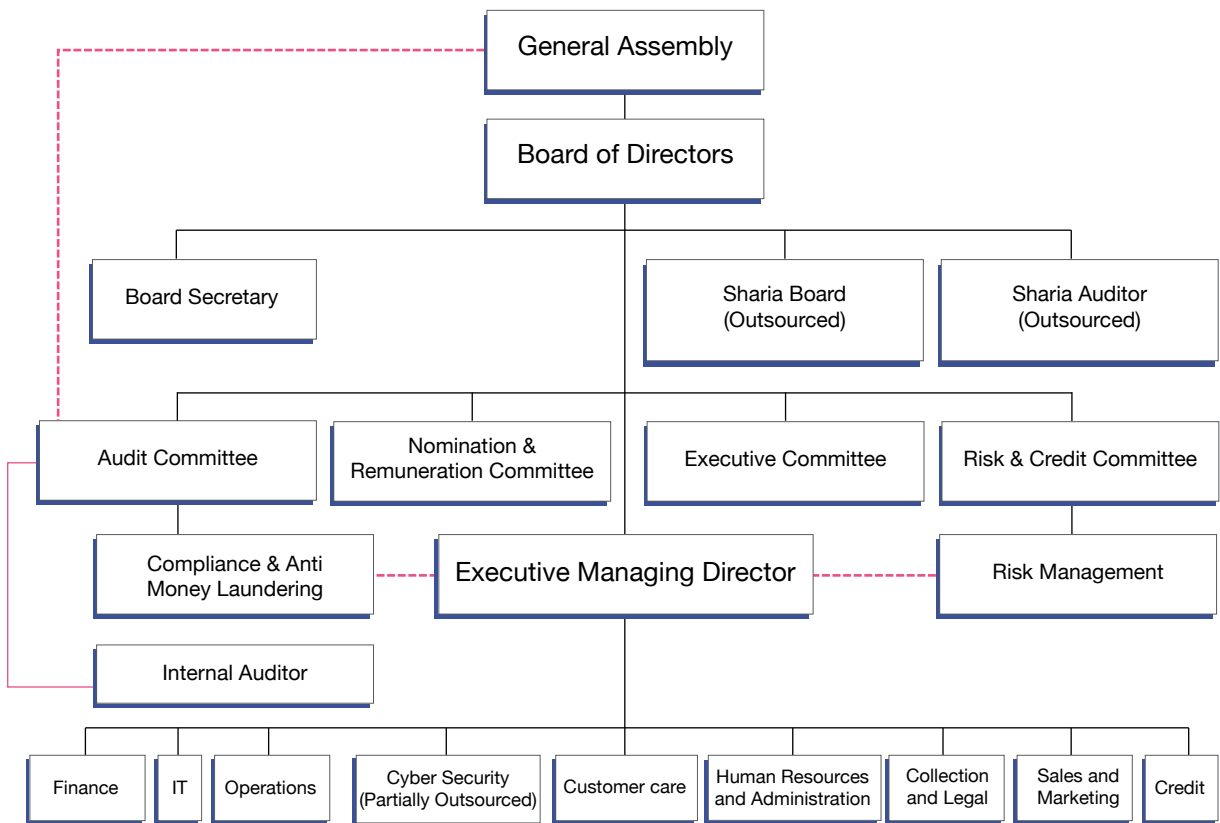 General Assembly
Board of Directors
Board Secretary
Sharia Board
(Outsourced)
Sharia Auditor
(Outsourced)
Audit Committee
Nomination &
Remuneration Committee
Executive Committee
Risk & Credit Committee
Compliance & Anti
Money Laundering
Executive Managing Director
Risk Management
Internal Auditor
Finance
IT
Operations
Cyber Security
(Partially Outsourced)
Customer care
Human Resources
and Administration
Collection
and Legal
Sales and
Marketing
Credit